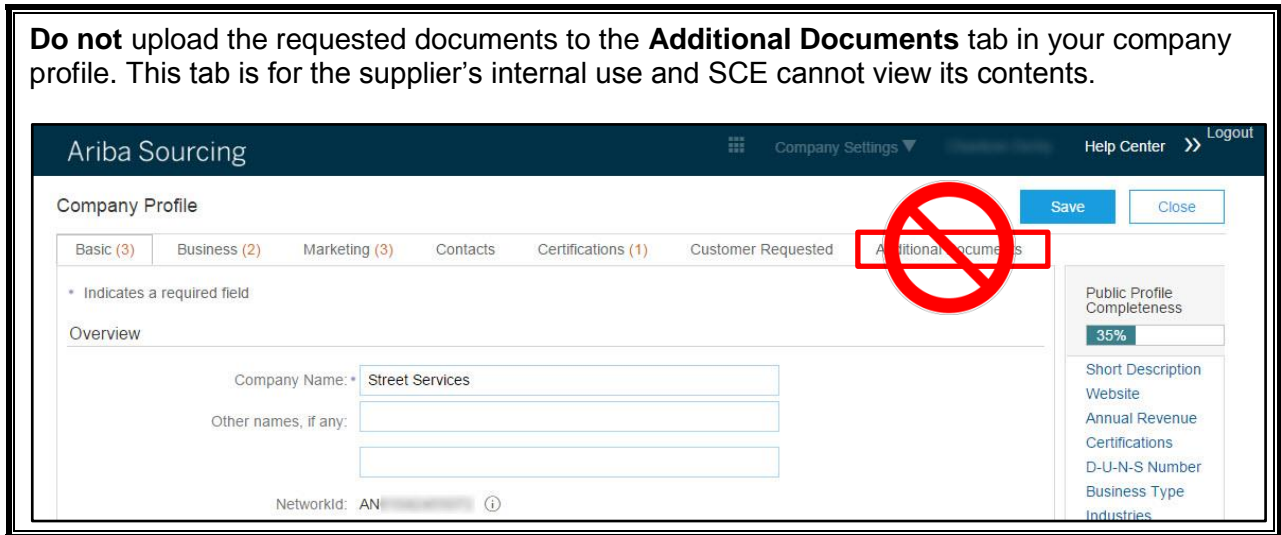 Do not upload the requested documents to the Additional Documents tab in your company
profile. This tab is for the supplier's internal use and SCE cannot view its contents.
Logout
Ariba Sourcing Company Settings ▼ Help Center »
Company Profile Save Close
Basic (3) Business (2) Marketing (3) Contacts Certifications (1) Customer Requested Additional Documents
* Indicates a required field
Overview
Company Name: * Street Services
Other names, if any:
NetworkId: AN
Public Profile
Completeness
35%
Short Description
Website
Annual Revenue
Certifications
D-U-N-S Number
Business Type
Industries